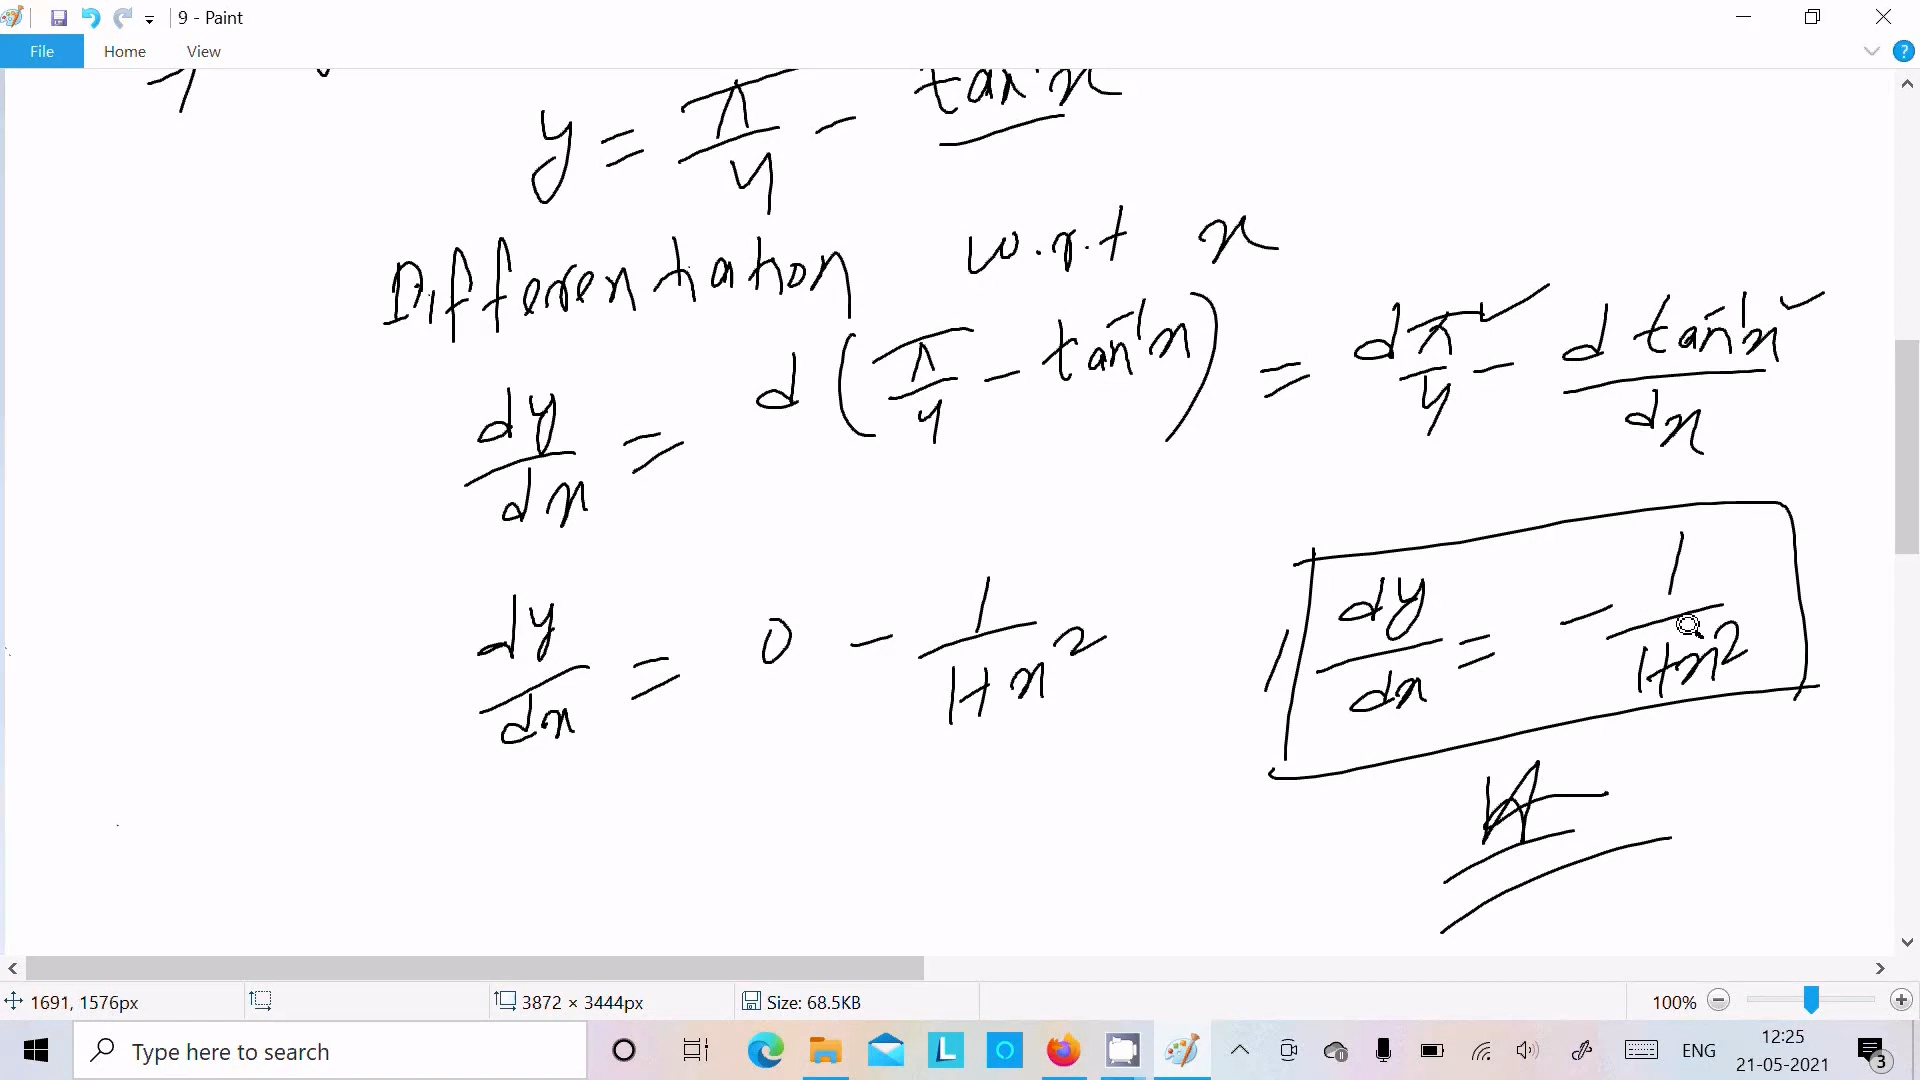 9 - Paint
File Home View
y = π/4 - tan⁻¹x
Differentiation w.r.t x
dy/dx = d(π/4 - tan⁻¹x) = dπ/4 - d tan⁻¹x/dx
dy/dx = 0 - 1/1+x²
dy/dx = - 1/1+x²
1691, 1576px 3872 × 3444px Size: 68.5KB 100%
Type here to search
ENG
12:25
21-05-2021
3